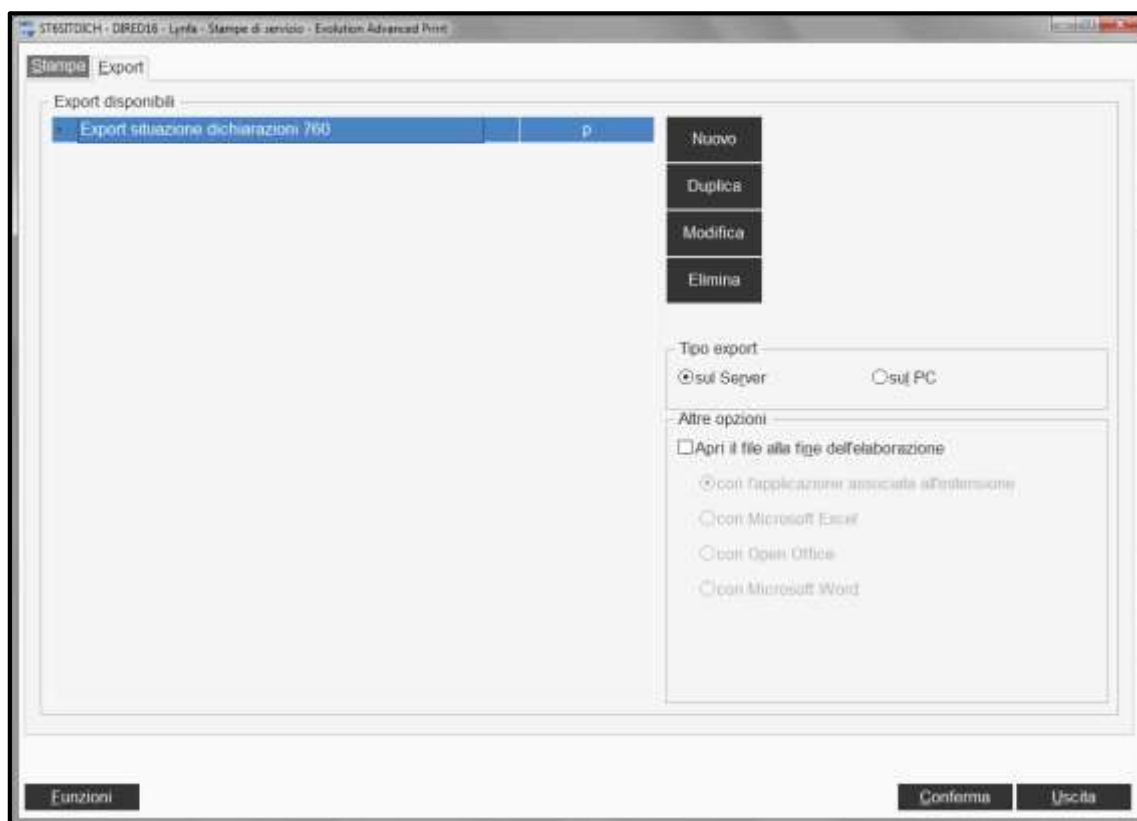 ST6SITDICH - DIRED16 - Lynfa - Stampe di servizio - Evolution Advanced Print
Stampa Export
Export disponibili
Export situazione dichiarazioni 760 p
Nuovo
Duplica
Modifica
Elimina
Tipo export
sul Server sul PC
Altre opzioni
Apri il file alla fine dell'elaborazione
con l'applicazione associata all'estensione
con Microsoft Excel
con Open Office
con Microsoft Word
Funzioni Conferma Uscita